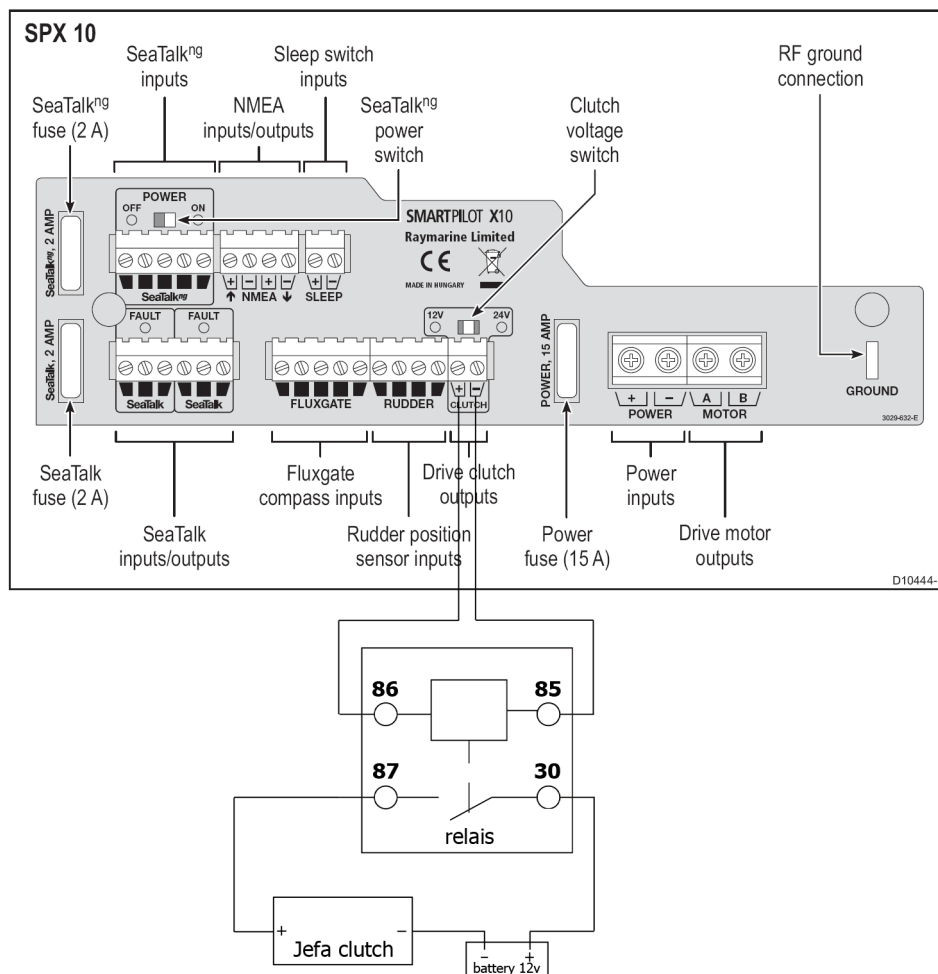 SPX 10
SeaTalkng
inputs
Sleep switch
inputs
RF ground
connection
SeaTalkng
fuse (2 A)
NMEA
inputs/outputs
SeaTalkng
power
switch
Clutch
voltage
switch
POWER
OFF
ON
SeaTalkng, 2 AMP
SMARTPILOT X10
Raymarine Limited
CE
MADE IN HUNGARY
+ − + −
NMEA
+ −
SLEEP
SeaTalkng
FAULT
FAULT
12V
24V
SeaTalk, 2 AMP
POWER, 15 AMP
SeaTalk
SeaTalk
FLUXGATE
RUDDER
+ −
CLUTCH
+ −
POWER
A B
MOTOR
GROUND
3029-632-E
SeaTalk
fuse (2 A)
Fluxgate
compass inputs
Drive clutch
outputs
Power
inputs
SeaTalk
inputs/outputs
Rudder position
sensor inputs
Power
fuse (15 A)
Drive motor
outputs
D10444-
86
85
87
30
relais
+ −
Jefa clutch
− +
battery 12v